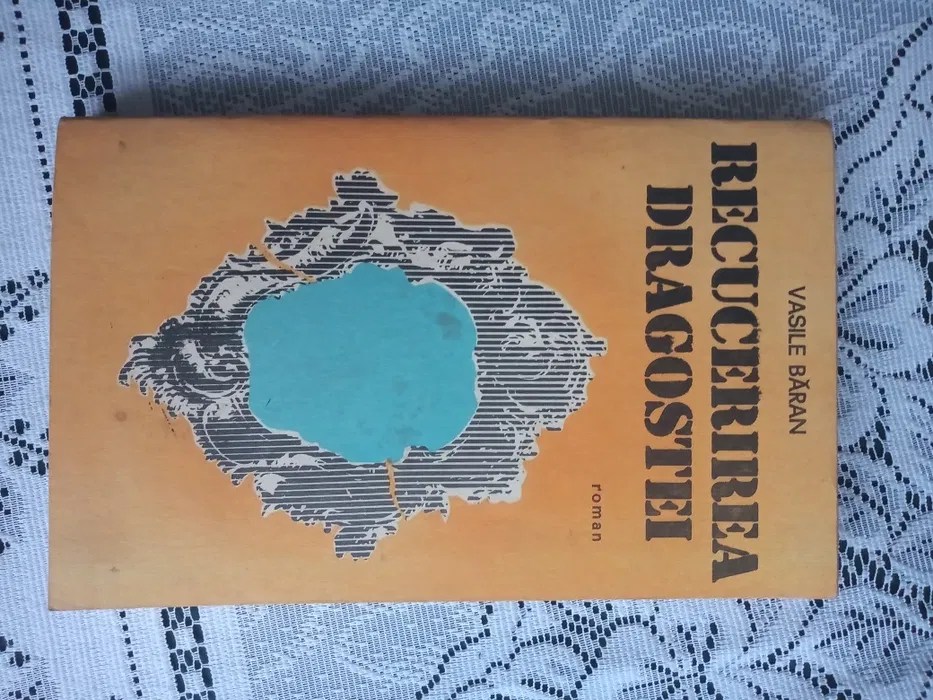 VASILE BĂRAN
RECUCERIREA
DRAGOSTEI
roman